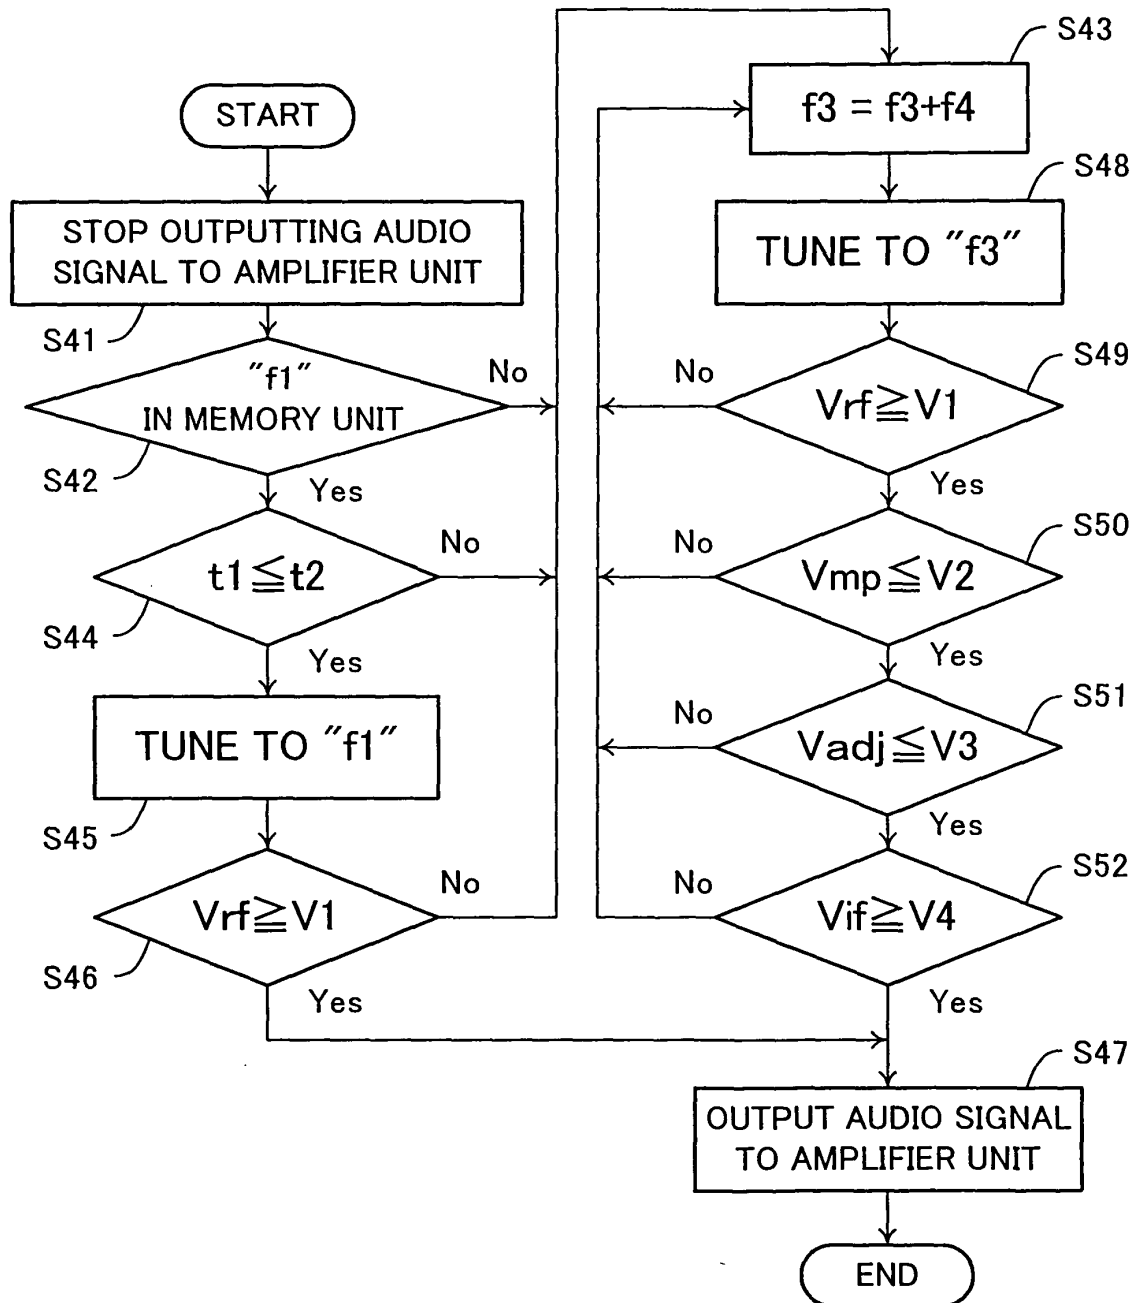 START
STOP OUTPUTTING AUDIO
SIGNAL TO AMPLIFIER UNIT
S41
"f1"
IN MEMORY UNIT
No
S42
Yes
t1≦t2
No
S44
Yes
TUNE TO "f1"
S45
Vrf≧V1
No
S46
Yes
S43
f3 = f3+f4
S48
TUNE TO "f3"
S49
No
Vrf≧V1
Yes
S50
No
Vmp≦V2
Yes
S51
No
Vadj≦V3
Yes
S52
No
Vif≧V4
Yes
S47
OUTPUT AUDIO SIGNAL
TO AMPLIFIER UNIT
END